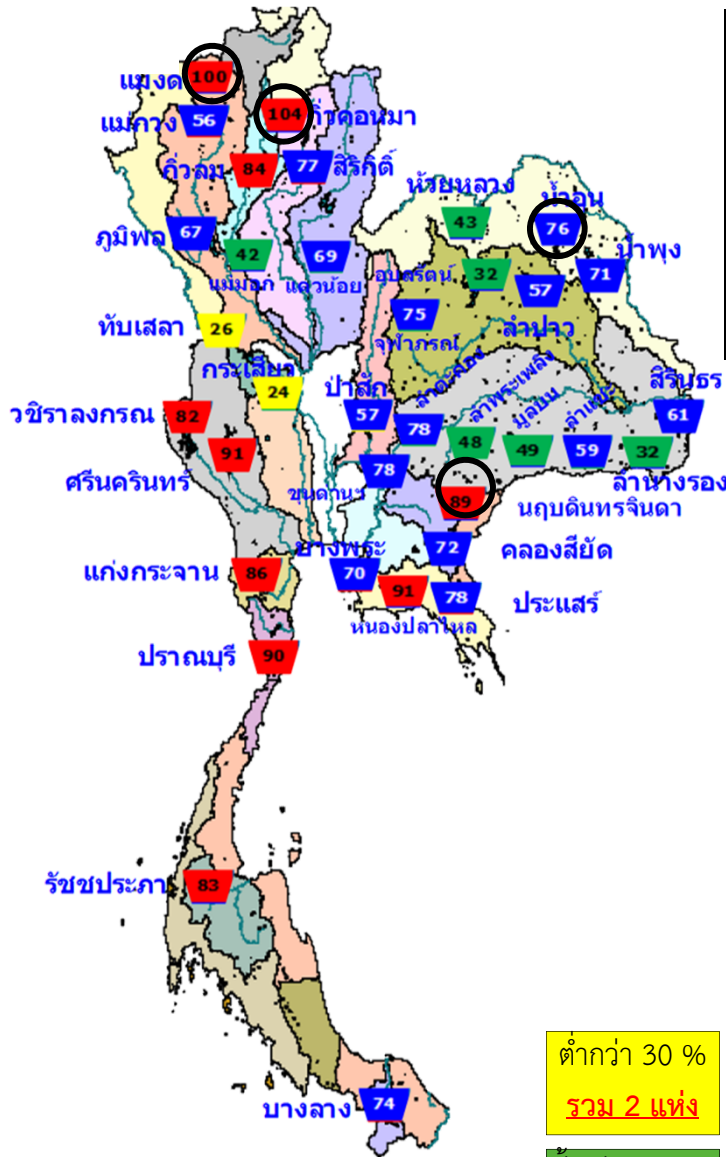 แม่งัด 100
104 กิ่วคอหมา
แม่กวง 56
กิ่วลม 84
77 สิริกิติ์
ห้วยหลวง 43
น้ำอูน 76
ภูมิพล 67
42 แม่มอก
69 แควน้อย
อุบลรัตน์ 32
57 ลำปาว
น้ำพุง 71
75 จุฬาภรณ์
ทับเสลา 26
กระเสียว 24
ป่าสัก 57
ลำตะคอง 78
ลำพระเพลิง 48
มูลบน 49
ลำแซะ 59
32 ลำนางรอง
สิรินธร 61
วชิราลงกรณ 82
91 ศรีนครินทร์
78 ขุนด่านฯ
89 นฤบดินทรจินดา
72 คลองสียัด
บางพระ 70
91 หนองปลาไหล
78 ประแสร์
แก่งกระจาน 86
ปราณบุรี 90
รัชชประภา 83
บางลาง 74
ต่ำกว่า 30 %
รวม 2 แห่ง